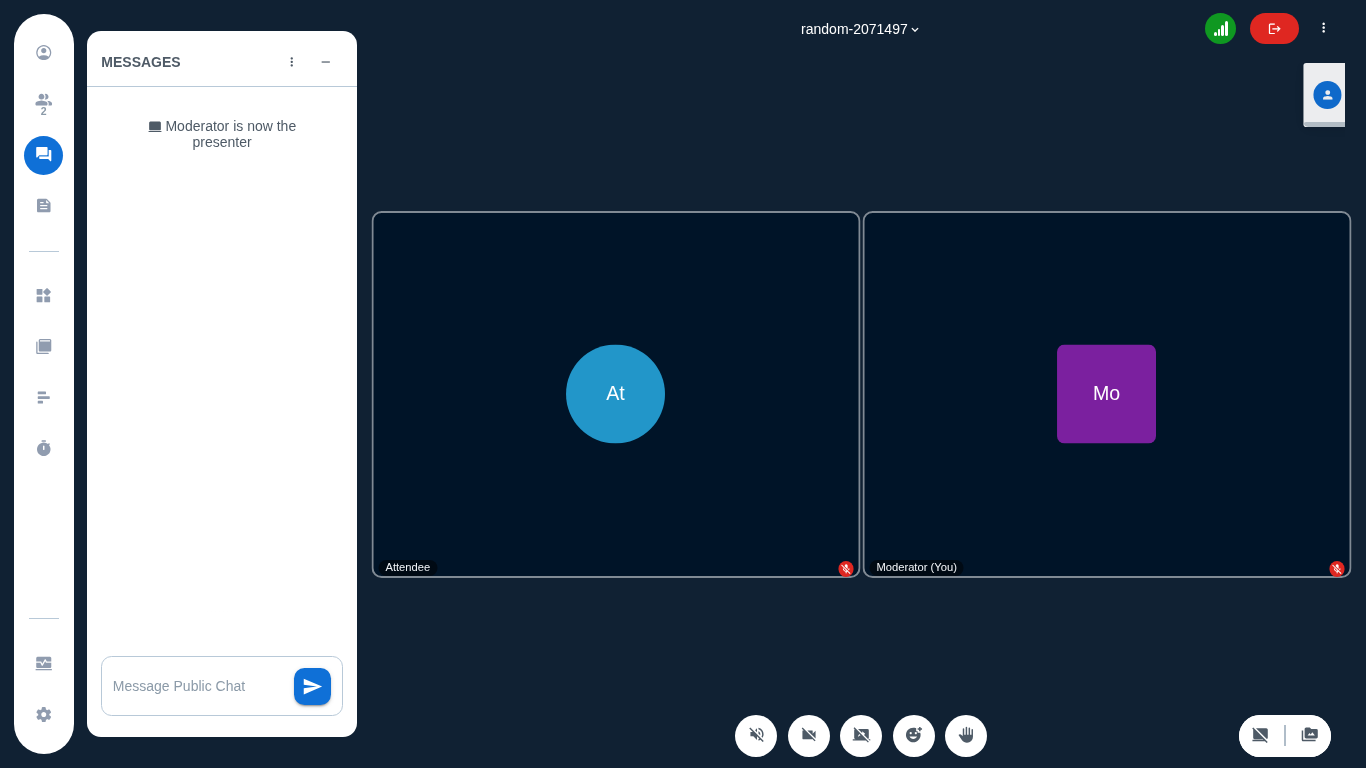 random-2071497
2
MESSAGES
Moderator is now the
presenter
At
Mo
Attendee
Moderator (You)
Message Public Chat